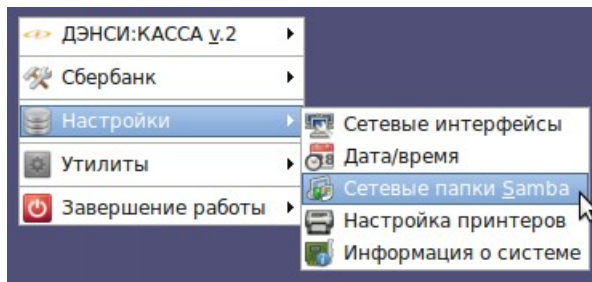 ДЭНСИ:КАССА v.2
Сбербанк
Настройки
Утилиты
Завершение работы
Сетевые интерфейсы
Дата/время
Сетевые папки Samba
Настройка принтеров
Информация о системе